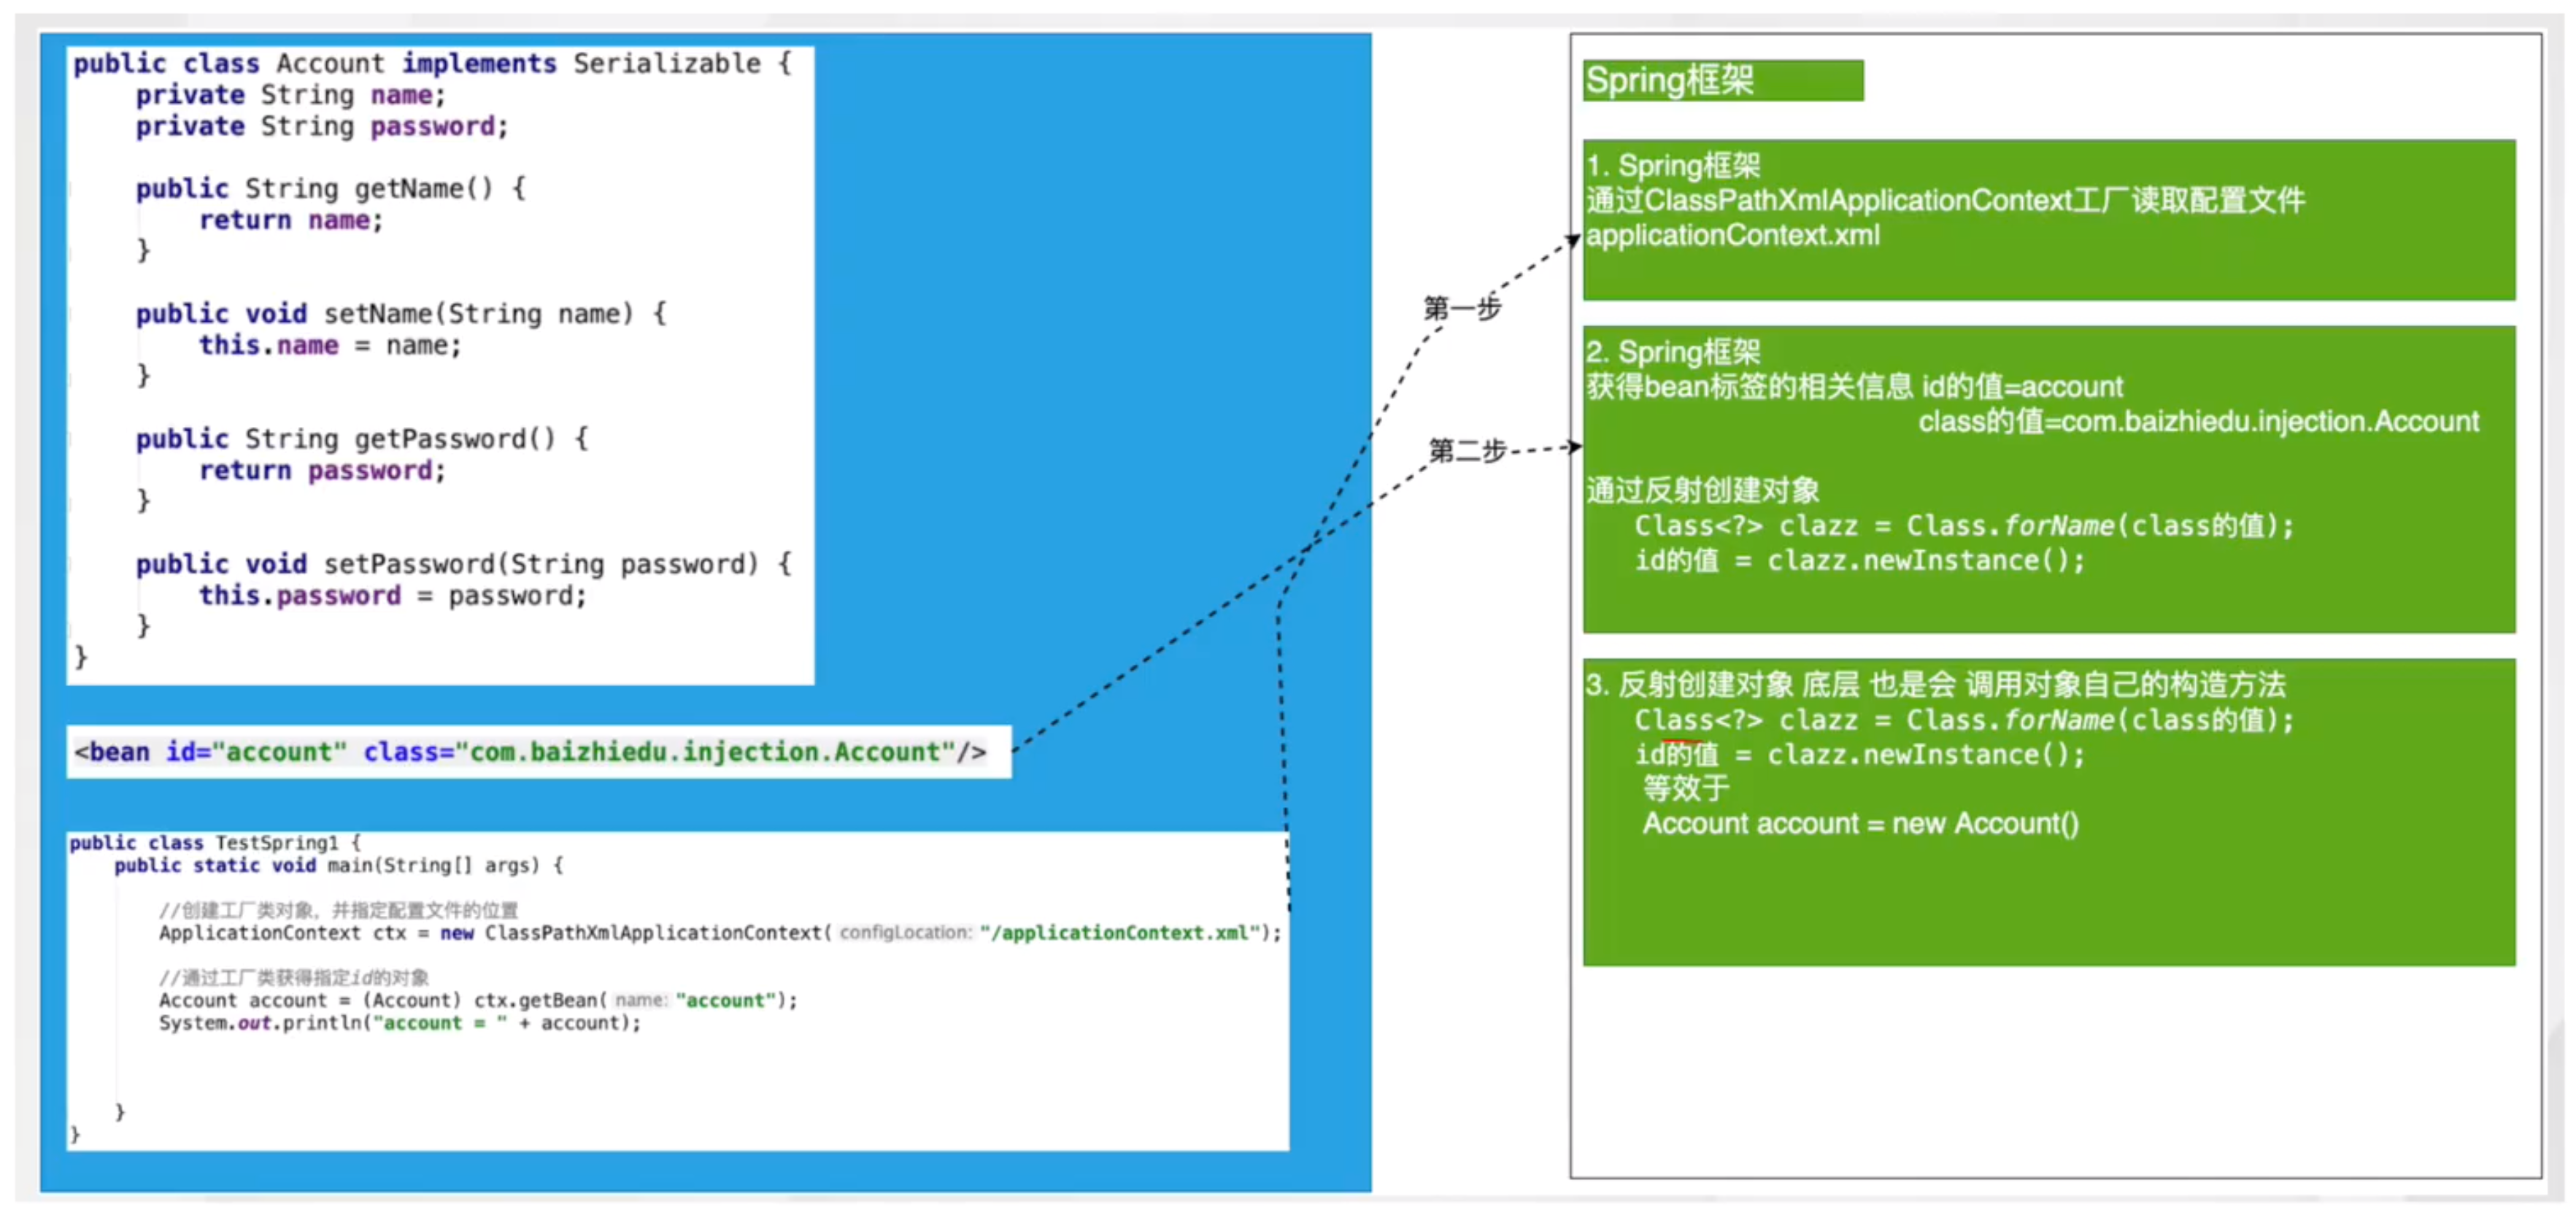 public class Account implements Serializable {
private String name;
private String password;
public String getName() {
return name;
}
public void setName(String name) {
this.name = name;
}
public String getPassword() {
return password;
}
public void setPassword(String password) {
this.password = password;
}
}
<bean id="account" class="com.baizhiedu.injection.Account"/>
public class TestSpring1 {
public static void main(String[] args) {
//创建工厂类对象，并指定配置文件的位置
ApplicationContext ctx = new ClassPathXmlApplicationContext( configLocation: "/applicationContext.xml");
//通过工厂类获得指定id的对象
Account account = (Account) ctx.getBean( name: "account");
System.out.println("account = " + account);
}
}
第一步
第二步
Spring框架
1. Spring框架
通过ClassPathXmlApplicationContext工厂读取配置文件
applicationContext.xml
2. Spring框架
获得bean标签的相关信息 id的值=account
class的值=com.baizhiedu.injection.Account
通过反射创建对象
Class<?> clazz = Class.forName(class的值);
id的值 = clazz.newInstance();
3. 反射创建对象 底层 也是会 调用对象自己的构造方法
Class<?> clazz = Class.forName(class的值);
id的值 = clazz.newInstance();
等效于
Account account = new Account()